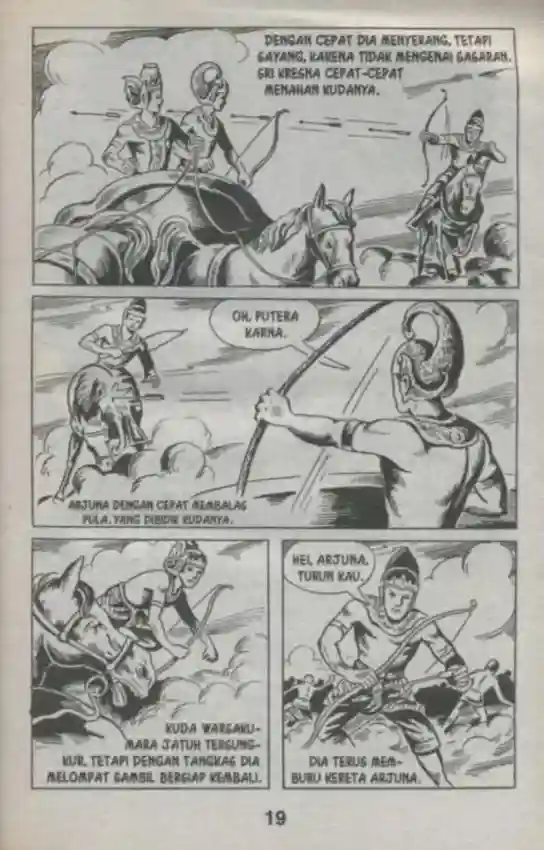 DENGAN CEPAT DIA MENYERANG, TETAPI
SAYANG, KARENA TIDAK MENGENAI SASARAN.
SRI KRESNA CEPAT-CEPAT
MENAHAN KUDANYA.
OH, PUTERA
KARNA.
ARJUNA DENGAN CEPAT MEMBALAS
PULA. YANG DIBIDIK KUDANYA.
KUDA WARSAKU-
MARA JATUH TERSUNG-
KUR, TETAPI DENGAN TANGKAS DIA
MELOMPAT SAMBIL BERSIAP KEMBALI.
HEI, ARJUNA,
TURUN KAU.
DIA TERUS MEM-
BURU KERETA ARJUNA.
19